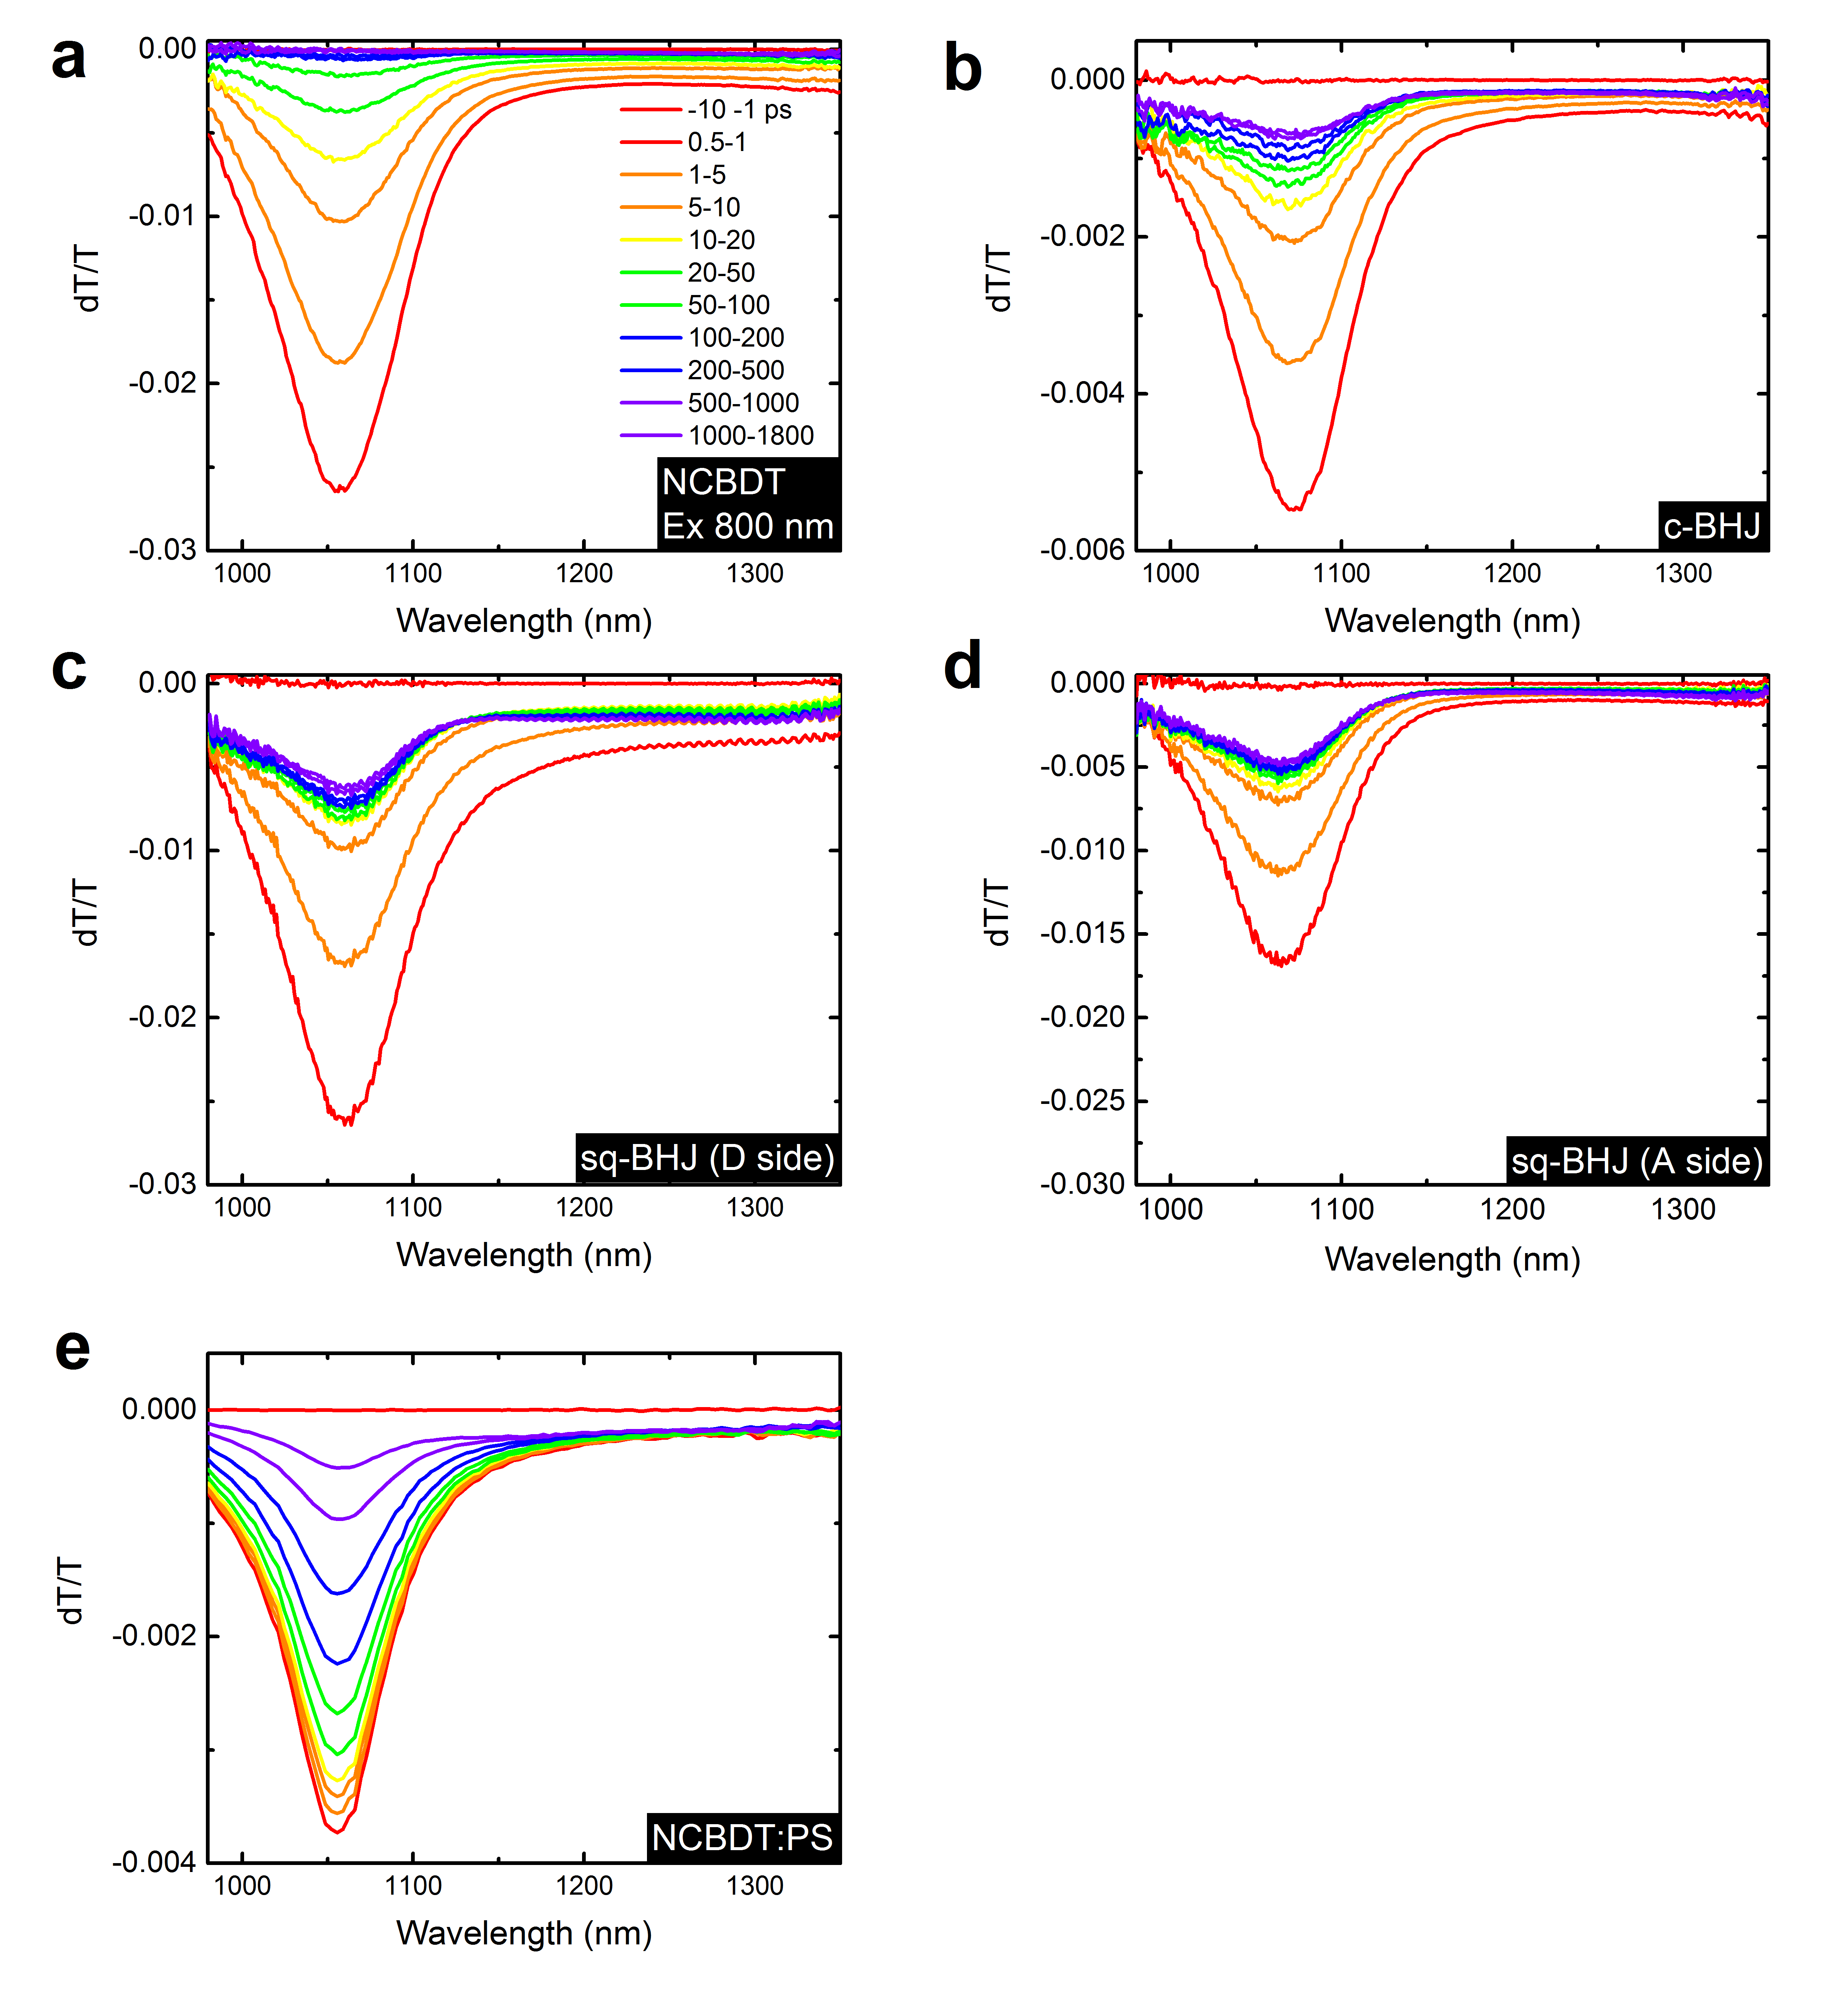 a
0.00
-0.01
-0.02
-0.03
dT/T
-10 -1 ps
0.5-1
1-5
5-10
10-20
20-50
50-100
100-200
200-500
500-1000
1000-1800
NCBDT
Ex 800 nm
1000 1100 1200 1300
Wavelength (nm)
b
0.000
-0.002
-0.004
-0.006
dT/T
c-BHJ
1000 1100 1200 1300
Wavelength (nm)
c
0.00
-0.01
-0.02
-0.03
dT/T
sq-BHJ (D side)
1000 1100 1200 1300
Wavelength (nm)
d
0.000
-0.005
-0.010
-0.015
-0.020
-0.025
-0.030
dT/T
sq-BHJ (A side)
1000 1100 1200 1300
Wavelength (nm)
e
0.000
-0.002
-0.004
dT/T
NCBDT:PS
1000 1100 1200 1300
Wavelength (nm)